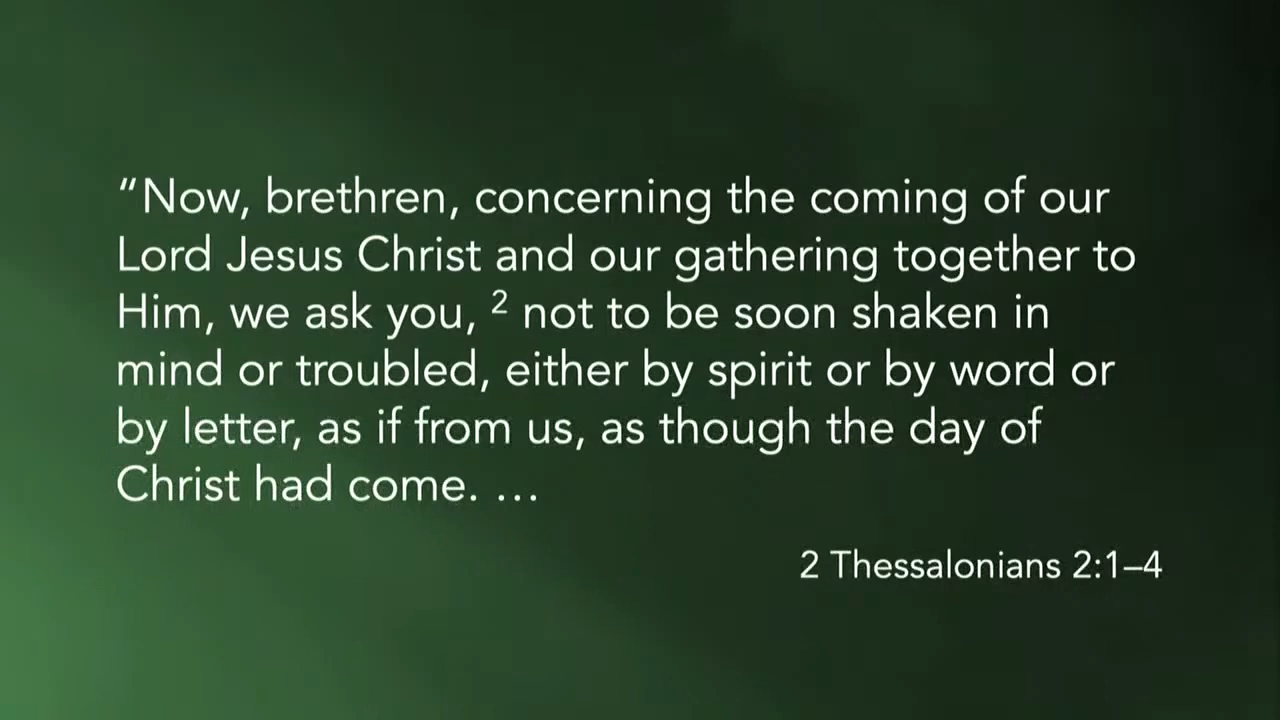 “Now, brethren, concerning the coming of our
Lord Jesus Christ and our gathering together to
Him, we ask you, ² not to be soon shaken in
mind or troubled, either by spirit or by word or
by letter, as if from us, as though the day of
Christ had come. …
2 Thessalonians 2:1–4